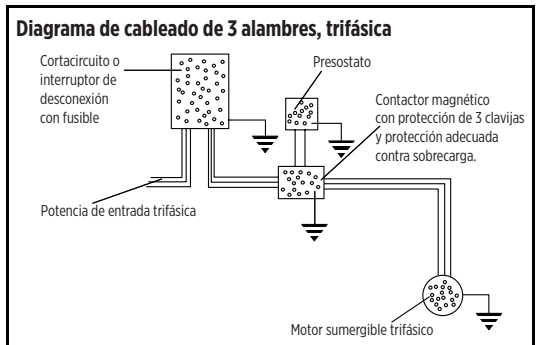 Diagrama de cableado de 3 alambres, trifásica
Cortacircuito o
interruptor de
desconexión
con fusible
Presostato
Contactor magnético
con protección de 3 clavijas
y protección adecuada
contra sobrecarga.
Potencia de entrada trifásica
Motor sumergible trifásico